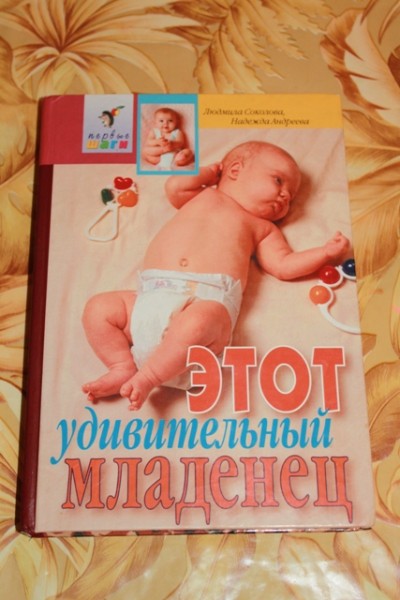 первые
шаги
Людмила Соколова,
Надежда Андреева
ЭТОТ
удивительный
младенец